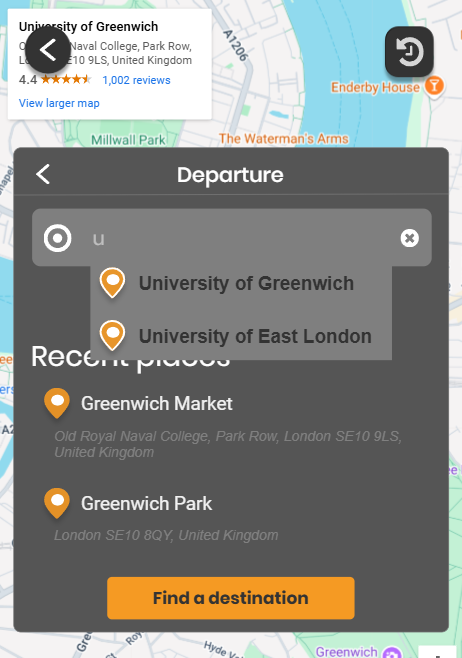 University of Greenwich
Naval College, Park Row,
SE10 9LS, United Kingdom
4.4
1,002 reviews
View larger map
A1206
Enderby House
Millwall Park
The Waterman's Arms
Departure
u
University of Greenwich
University of East London
Recent places
Greenwich Market
Old Royal Naval College, Park Row, London SE10 9LS,
United Kingdom
Greenwich Park
London SE10 8QY, United Kingdom
Find a destination
Hyde Vale
Greenwich